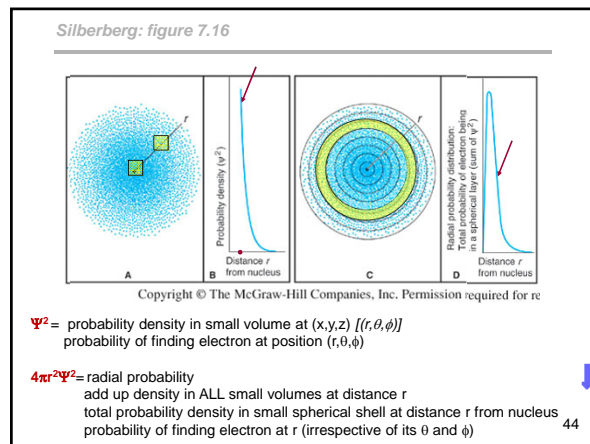 Silberberg: figure 7.16
r
A
Probability density (ψ²)
Distance r
from nucleus
B
r
C
Radial probability distribution:
Total probability of electron being
in a spherical layer (sum of ψ²)
Distance r
from nucleus
D
Copyright © The McGraw-Hill Companies, Inc. Permission required for re
Ψ² = probability density in small volume at (x,y,z) [(r,θ,ϕ)]
probability of finding electron at position (r,θ,ϕ)
4πr²Ψ²= radial probability
add up density in ALL small volumes at distance r
total probability density in small spherical shell at distance r from nucleus
probability of finding electron at r (irrespective of its θ and ϕ)
44